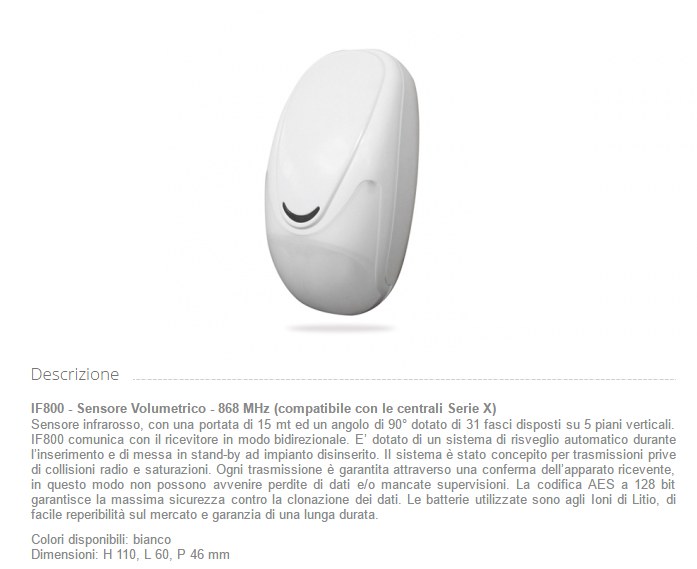 Descrizione
IF800 - Sensore Volumetrico - 868 MHz (compatibile con le centrali Serie X)
Sensore infrarosso, con una portata di 15 mt ed un angolo di 90° dotato di 31 fasci disposti su 5 piani verticali.
IF800 comunica con il ricevitore in modo bidirezionale. E' dotato di un sistema di risveglio automatico durante
l'inserimento e di messa in stand-by ad impianto disinserito. Il sistema è stato concepito per trasmissioni prive
di collisioni radio e saturazioni. Ogni trasmissione è garantita attraverso una conferma dell'apparato ricevente,
in questo modo non possono avvenire perdite di dati e/o mancate supervisioni. La codifica AES a 128 bit
garantisce la massima sicurezza contro la clonazione dei dati. Le batterie utilizzate sono agli Ioni di Litio, di
facile reperibilità sul mercato e garanzia di una lunga durata.
Colori disponibili: bianco
Dimensioni: H 110, L 60, P 46 mm